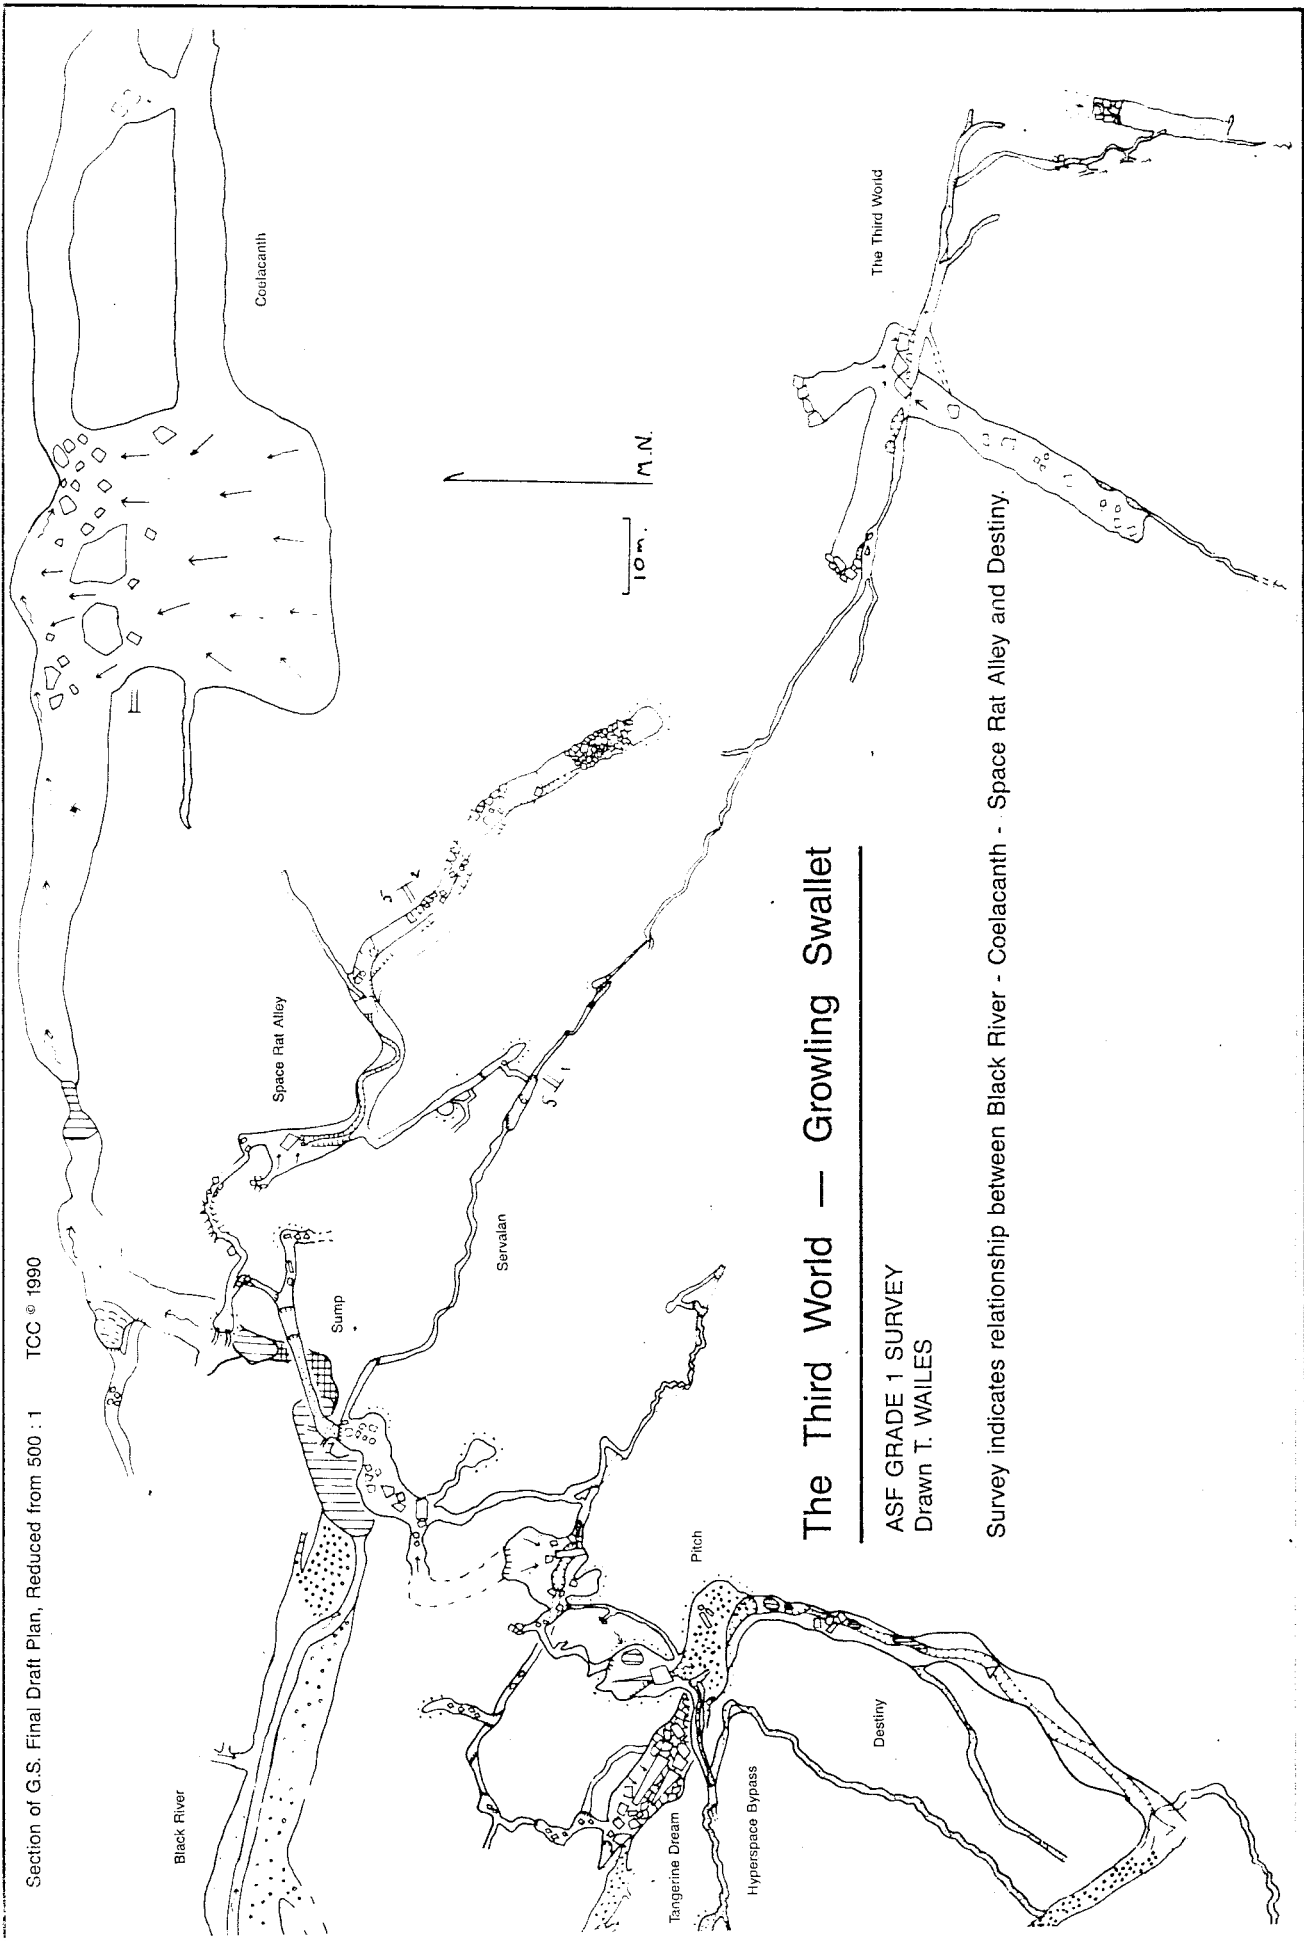 Section of G.S. Final Draft Plan, Reduced from 500 : 1 TCC © 1990
Coelacanth
Black River
Space Rat Alley
Sump
Servalan
M.N.
10m.
The Third World
Tangerine Dream
Hyperspace Bypass
Pitch
Destiny
The Third World — Growling Swallet
ASF GRADE 1 SURVEY
Drawn T. WAILES
Survey indicates relationship between Black River - Coelacanth - Space Rat Alley and Destiny.